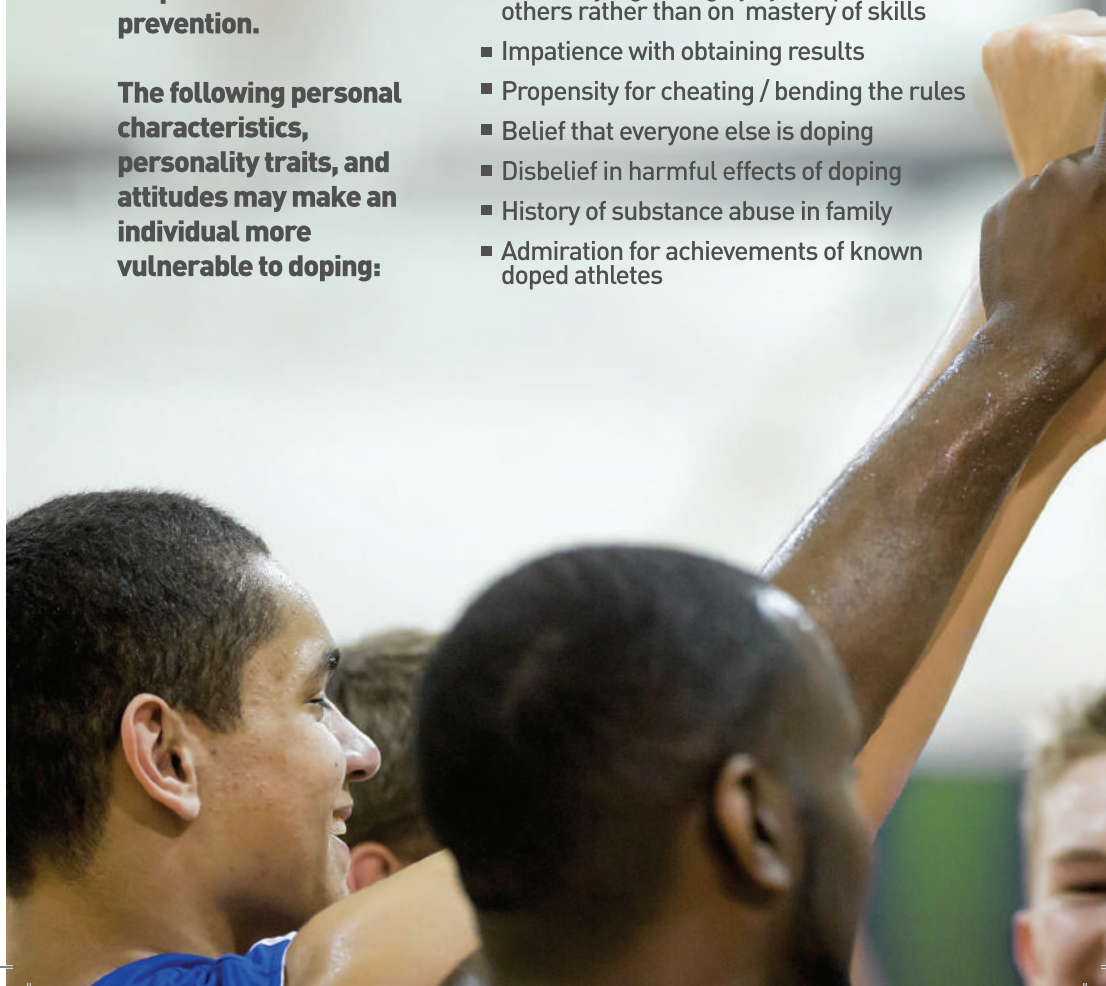 prevention.
The following personal
characteristics,
personality traits, and
attitudes may make an
individual more
vulnerable to doping:
others rather than on mastery of skills
■ Impatience with obtaining results
■ Propensity for cheating / bending the rules
■ Belief that everyone else is doping
■ Disbelief in harmful effects of doping
■ History of substance abuse in family
■ Admiration for achievements of known
doped athletes